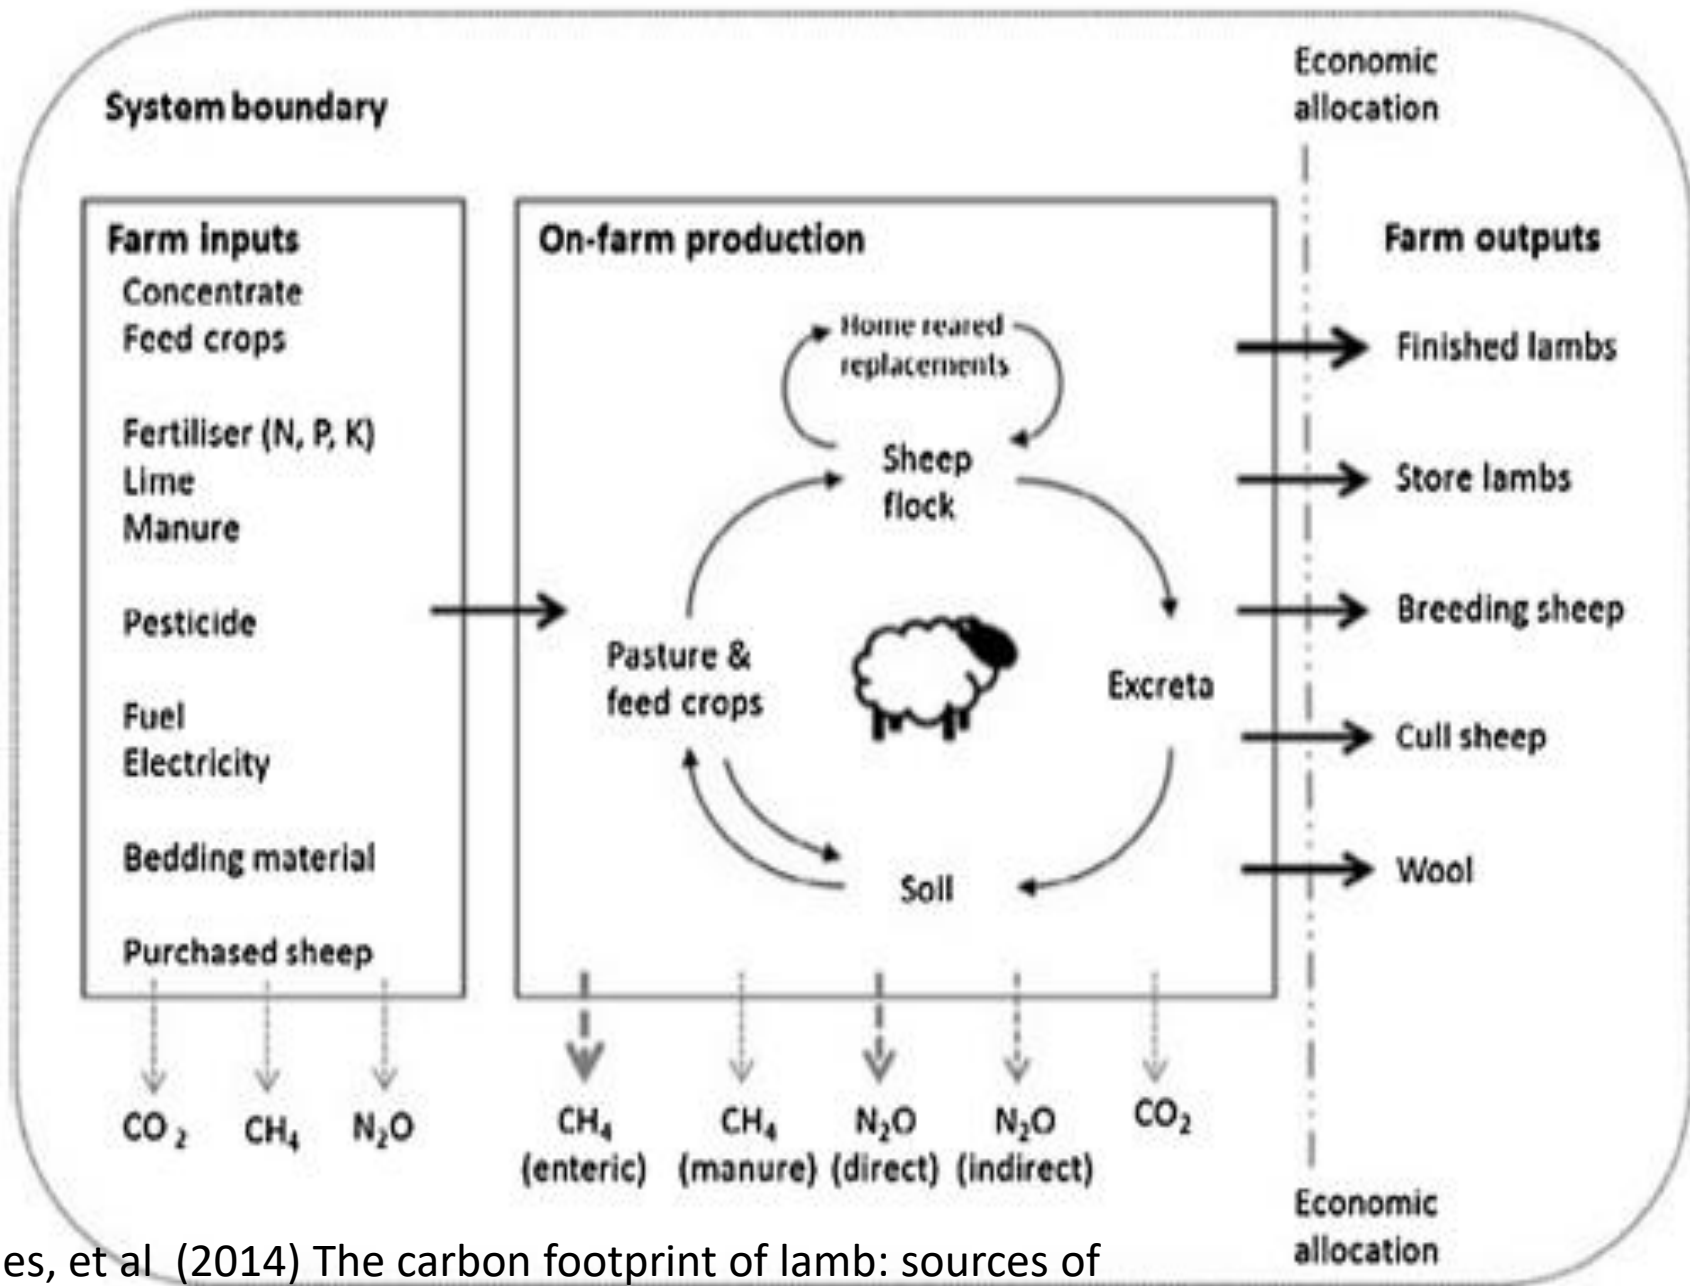 System boundary
Economic
allocation
Farm inputs
Concentrate
Feed crops
Fertiliser (N, P, K)
Lime
Manure
Pesticide
Fuel
Electricity
Bedding material
Purchased sheep
CO₂ CH₄ N₂O
On-farm production
Home reared
replacements
Sheep
flock
Pasture &
feed crops
Excreta
Soil
CH₄
(enteric)
CH₄
(manure)
N₂O
(direct)
N₂O
(indirect)
CO₂
Farm outputs
Finished lambs
Store lambs
Breeding sheep
Cull sheep
Wool
Economic
allocation
es, et al (2014) The carbon footprint of lamb: sources of